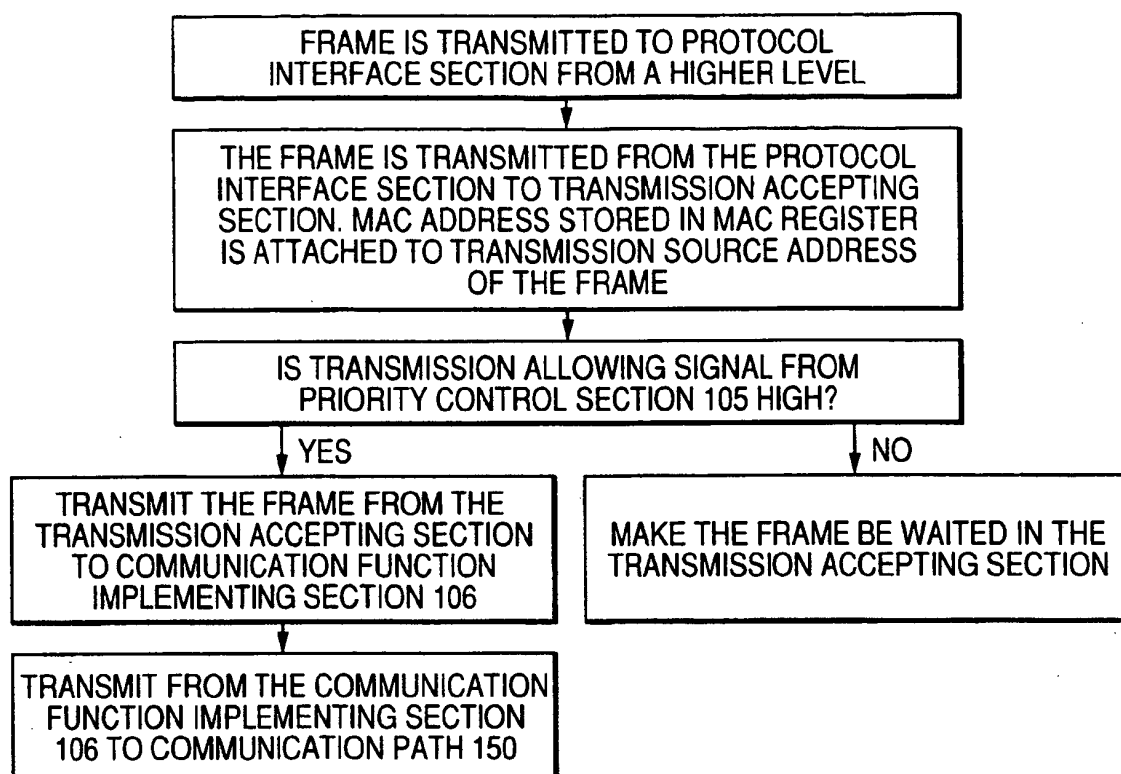 FRAME IS TRANSMITTED TO PROTOCOL
INTERFACE SECTION FROM A HIGHER LEVEL
THE FRAME IS TRANSMITTED FROM THE PROTOCOL
INTERFACE SECTION TO TRANSMISSION ACCEPTING
SECTION. MAC ADDRESS STORED IN MAC REGISTER
IS ATTACHED TO TRANSMISSION SOURCE ADDRESS
OF THE FRAME
IS TRANSMISSION ALLOWING SIGNAL FROM
PRIORITY CONTROL SECTION 105 HIGH?
YES
NO
TRANSMIT THE FRAME FROM THE
TRANSMISSION ACCEPTING SECTION
TO COMMUNICATION FUNCTION
IMPLEMENTING SECTION 106
MAKE THE FRAME BE WAITED IN THE
TRANSMISSION ACCEPTING SECTION
TRANSMIT FROM THE COMMUNICATION
FUNCTION IMPLEMENTING SECTION
106 TO COMMUNICATION PATH 150